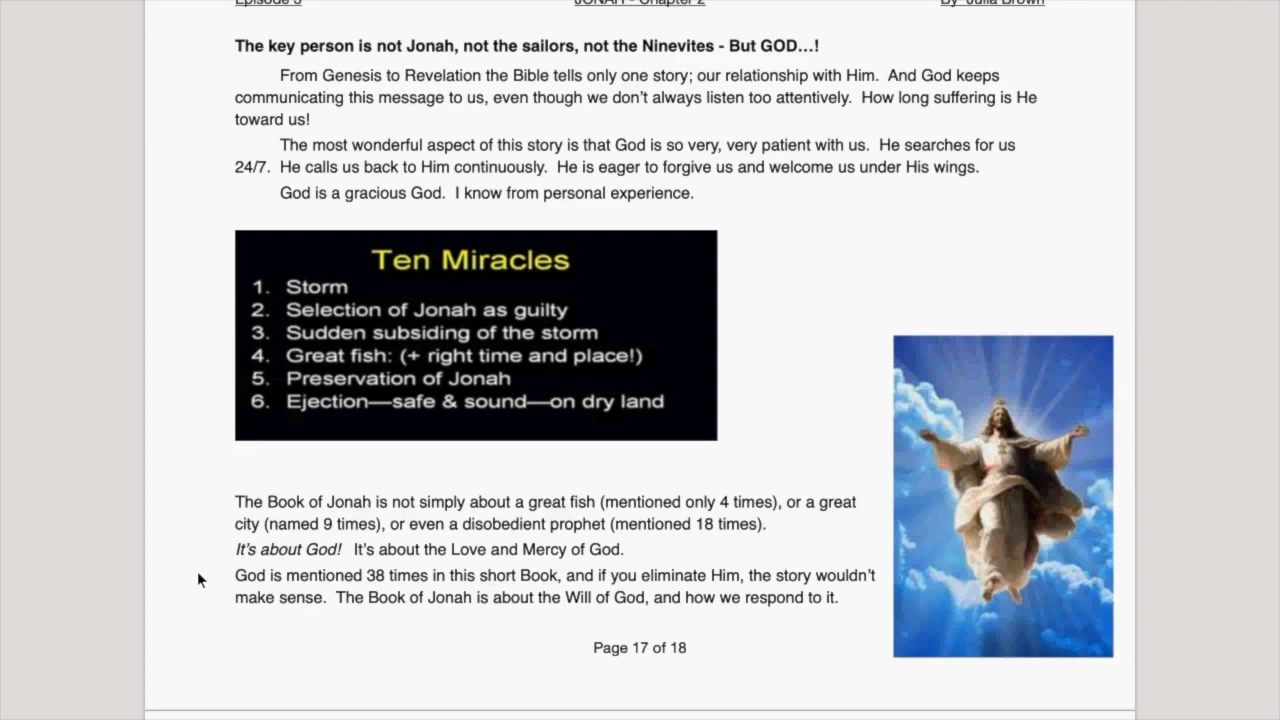 Episode 3
JONAH - Chapter 2
By Julia Brown
The key person is not Jonah, not the sailors, not the Ninevites - But GOD...!
From Genesis to Revelation the Bible tells only one story; our relationship with Him. And God keeps
communicating this message to us, even though we don't always listen too attentively. How long suffering is He
toward us!
The most wonderful aspect of this story is that God is so very, very patient with us. He searches for us
24/7. He calls us back to Him continuously. He is eager to forgive us and welcome us under His wings.
God is a gracious God. I know from personal experience.
Ten Miracles
1. Storm
2. Selection of Jonah as guilty
3. Sudden subsiding of the storm
4. Great fish: (+ right time and place!)
5. Preservation of Jonah
6. Ejection—safe & sound—on dry land
The Book of Jonah is not simply about a great fish (mentioned only 4 times), or a great
city (named 9 times), or even a disobedient prophet (mentioned 18 times).
It's about God! It's about the Love and Mercy of God.
God is mentioned 38 times in this short Book, and if you eliminate Him, the story wouldn't
make sense. The Book of Jonah is about the Will of God, and how we respond to it.
Page 17 of 18